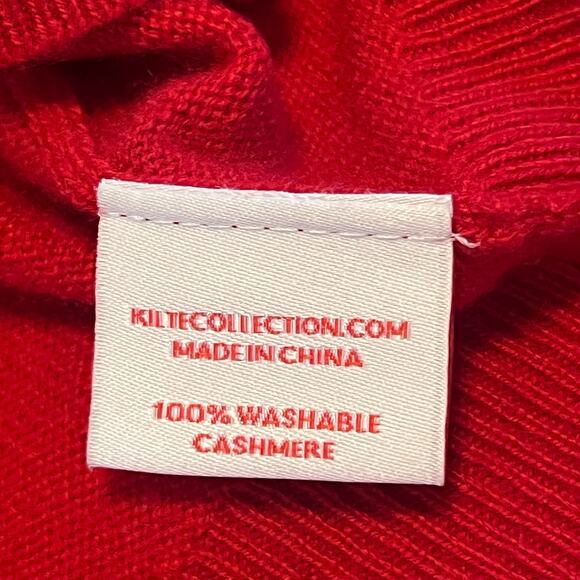 KILTECOLLECTION.COM
MADE IN CHINA
100% WASHABLE
CASHMERE